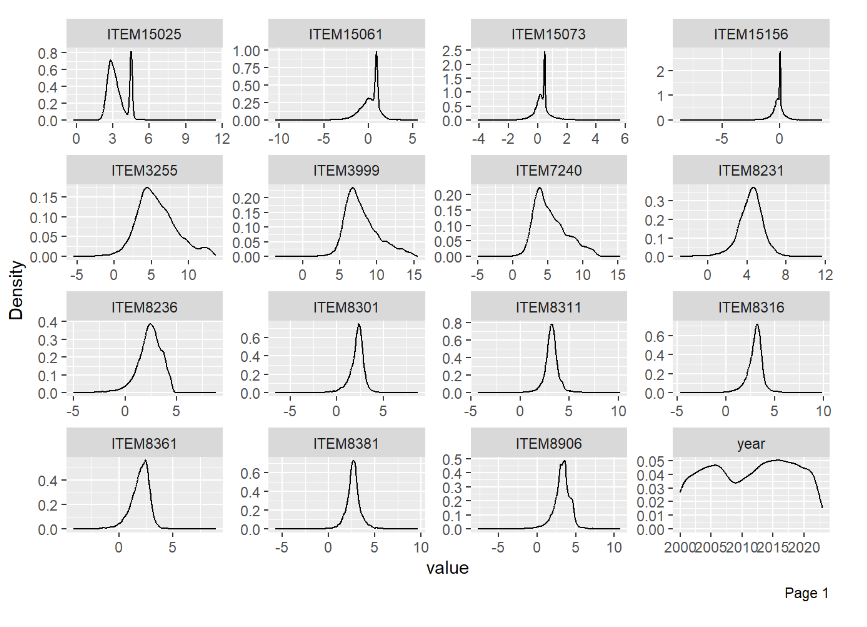 ITEM15025 ITEM15061 ITEM15073 ITEM15156
0.8 0.6 0.4 0.2 0.0
1.00 0.75 0.50 0.25 0.00
2.5 2.0 1.5 1.0 0.5 0.0
2 1 0
0 3 6 9 12
-10 -5 0 5
-4 -2 0 2 4 6
-5 0
ITEM3255 ITEM3999 ITEM7240 ITEM8231
0.15 0.10 0.05 0.00
0.20 0.15 0.10 0.05 0.00
0.20 0.15 0.10 0.05 0.00
0.3 0.2 0.1 0.0
-5 0 5 10
0 5 10 15
-5 0 5 10 15
0 4 8 12
Density
ITEM8236 ITEM8301 ITEM8311 ITEM8316
0.4 0.3 0.2 0.1 0.0
0.6 0.4 0.2 0.0
0.8 0.6 0.4 0.2 0.0
0.6 0.4 0.2 0.0
-5 0 5
-5 0 5
-5 0 5 10
-5 0 5 10
ITEM8361 ITEM8381 ITEM8906 year
0.4 0.2 0.0
0.6 0.4 0.2 0.0
0.5 0.4 0.3 0.2 0.1 0.0
0.05 0.04 0.03 0.02 0.01 0.00
0 5
-5 0 5 10
-5 0 5 10
2000 2005 2010 2015 2020
value
Page 1